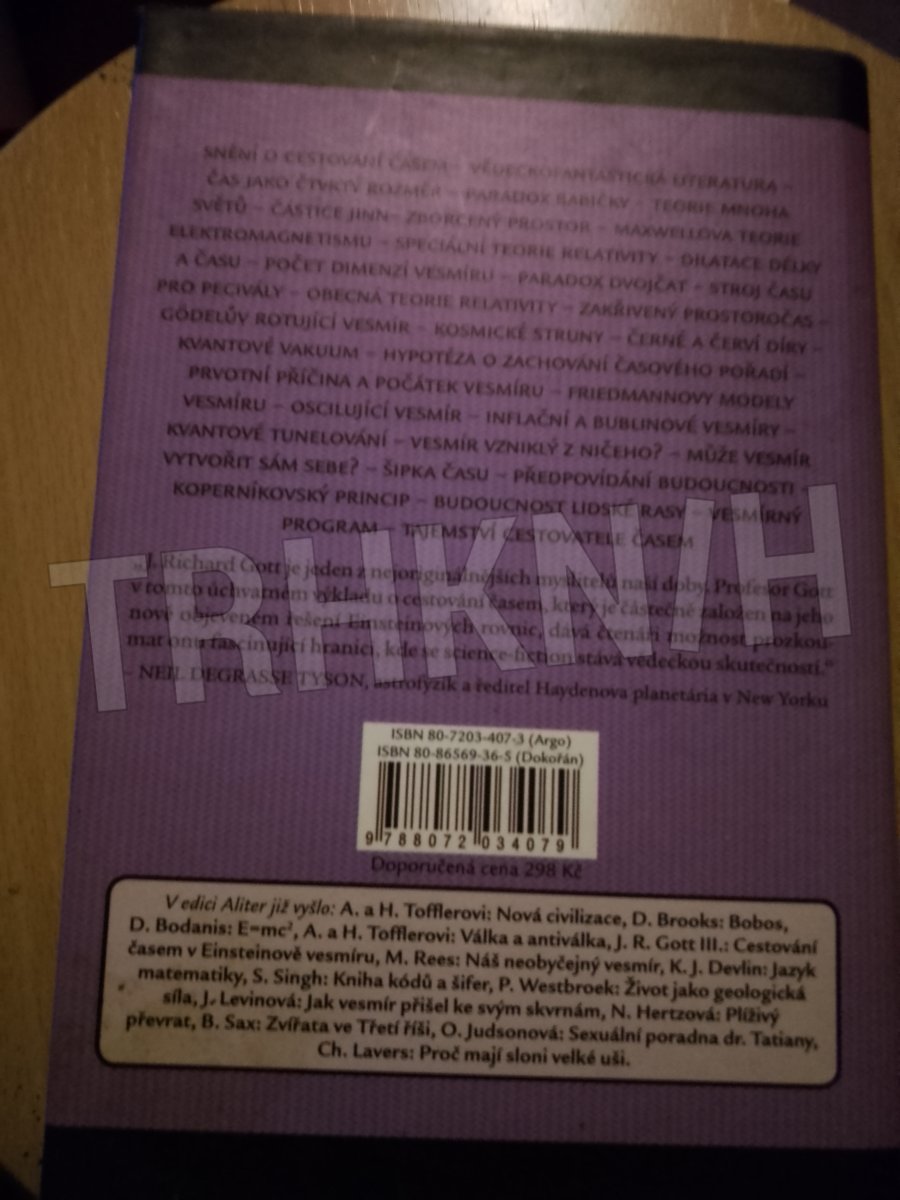 SNĚNÍ O CESTOVÁNÍ ČASEM – VĚDECKOFANTASTICKÁ LITERATURA –
ČAS JAKO ČTVRTÝ ROZMĚR – PARADOX BABIČKY – TEORIE MNOHA
SVĚTŮ – ČÁSTICE JINN – ZBORCENÝ PROSTOR – MAXWELLOVA TEORIE
ELEKTROMAGNETISMU – SPECIÁLNÍ TEORIE RELATIVITY – DILATACE DÉLKY
A ČASU – POČET DIMENZÍ VESMÍRU – PARADOX DVOJČAT – STROJ ČASU
PRO PECIVÁLY – OBECNÁ TEORIE RELATIVITY – ZAKŘIVENÝ PROSTOROČAS –
GÖDELŮV ROTUJÍCÍ VESMÍR – KOSMICKÉ STRUNY – ČERNÉ A ČERVÍ DÍRY –
KVANTOVÉ VAKUUM – HYPOTÉZA O ZACHOVÁNÍ ČASOVÉHO POŘADÍ –
PRVOTNÍ PŘÍČINA A POČÁTEK VESMÍRU – FRIEDMANNOVY MODELY
VESMÍRU – OSCILUJÍCÍ VESMÍR – INFLAČNÍ A BUBLINOVÉ VESMÍRY –
KVANTOVÉ TUNELOVÁNÍ – VESMÍR VZNIKLÝ Z NIČEHO? – MŮŽE VESMÍR
VYTVOŘIT SÁM SEBE? – ŠIPKA ČASU – PŘEDPOVÍDÁNÍ BUDOUCNOSTI –
KOPERNÍKOVSKÝ PRINCIP – BUDOUCNOST LIDSKÉ RASY – VESMÍRNÝ
PROGRAM – TAJEMSTVÍ CESTOVATELE ČASEM
„J. Richard Gott je jeden z nejoriginálnějších myslitelů naší doby. Profesor Gott
v tomto úchvatném výkladu o cestování časem, který je částečně založen na jeho
nově objeveném řešení Einsteinových rovnic, dává čtenáři možnost prozkou-
mat onu fascinující hranici, kde se science-fiction stává vědeckou skutečností.“
– NEIL DEGRASSE TYSON, astrofyzik a ředitel Haydenova planetária v New Yorku
TRHKNIH
ISBN 80-7203-407-3 (Argo)
ISBN 80-86569-36-5 (Dokořán)
9 788072 034079
Doporučená cena 298 Kč
V edici Aliter již vyšlo: A. a H. Tofflerovi: Nová civilizace, D. Brooks: Bobos,
D. Bodanis: E=mc², A. a H. Tofflerovi: Válka a antiválka, J. R. Gott III.: Cestování
časem v Einsteinově vesmíru, M. Rees: Náš neobyčejný vesmír, K. J. Devlin: Jazyk
matematiky, S. Singh: Kniha kódů a šifer, P. Westbroek: Život jako geologická
síla, J. Levinová: Jak vesmír přišel ke svým skvrnám, N. Hertzová: Plíživý
převrat, B. Sax: Zvířata ve Třetí říši, O. Judsonová: Sexuální poradna dr. Tatiany,
Ch. Lavers: Proč mají sloni velké uši.